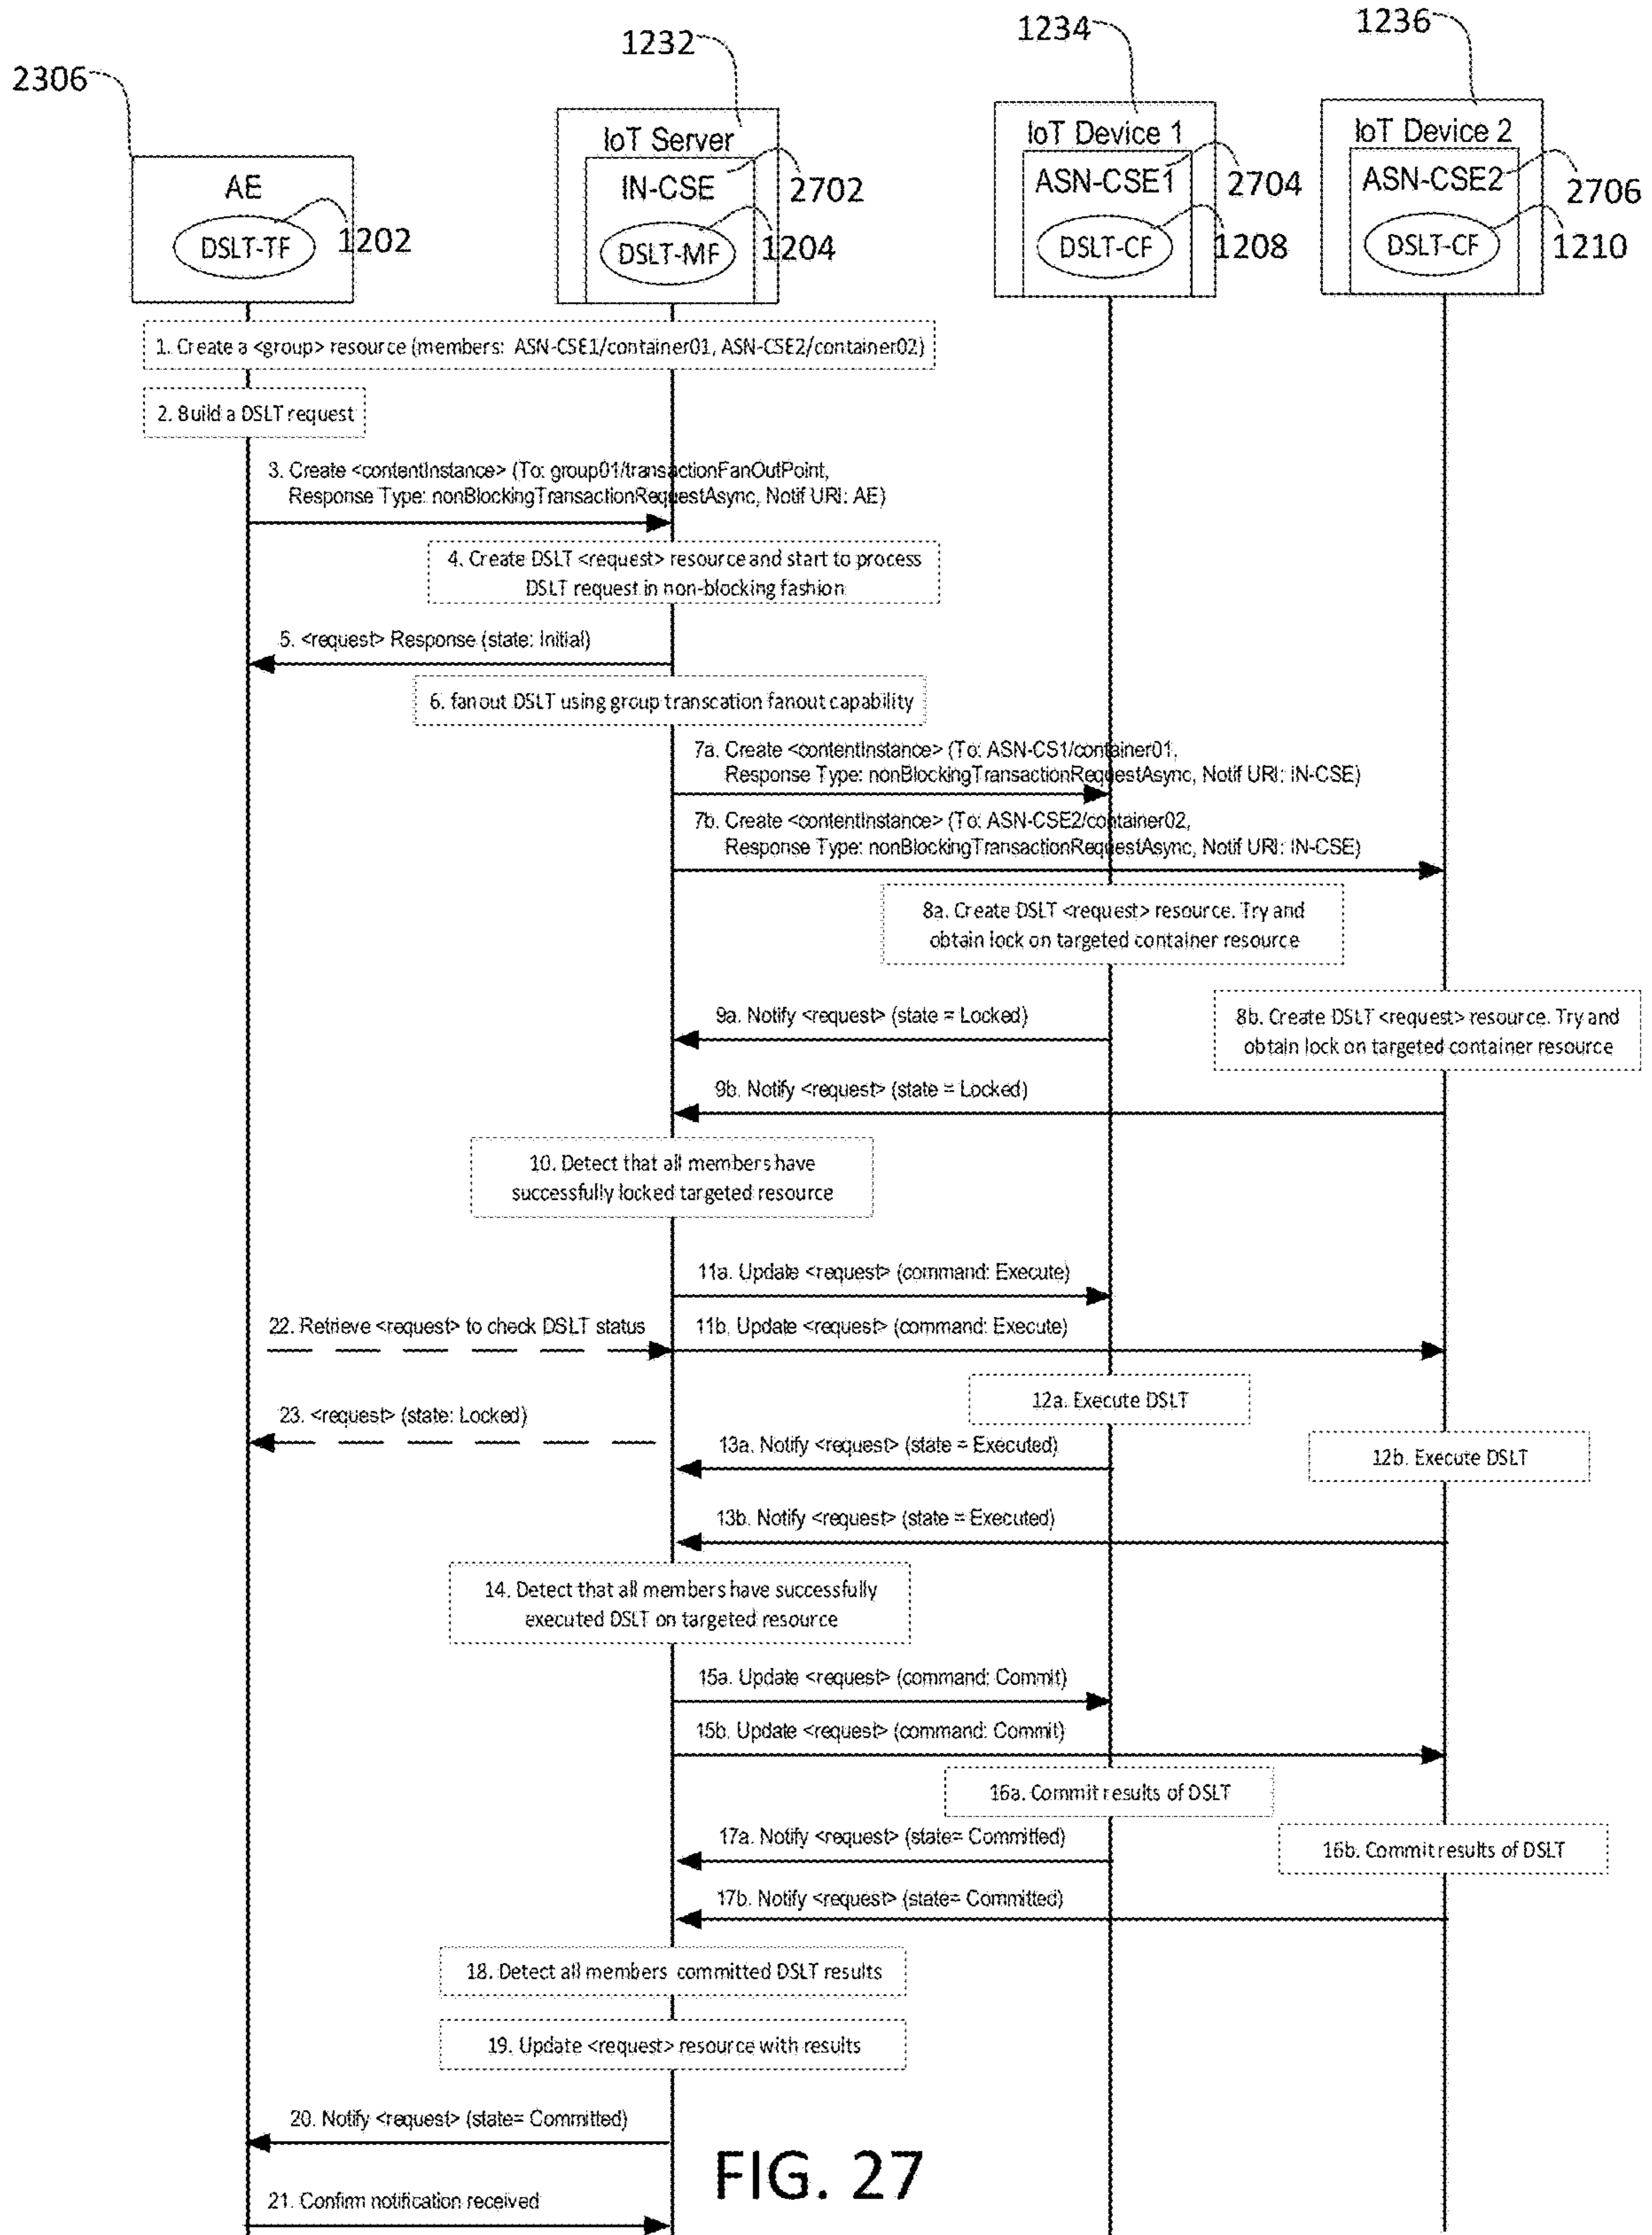 1232
1234
1236
2306
IoT Server
IoT Device 1
IoT Device 2
AE
IN-CSE
2702
ASN-CSE1
2704
ASN-CSE2
2706
DSLT-TF
1202
DSLT-MF
1204
DSLT-CF
1208
DSLT-CF
1210
1. Create a <group> resource (members: ASN-CSE1/container01, ASN-CSE2/container02)
2. Build a DSLT request
3. Create <contentInstance> (To: group01/transactionFanOutPoint,
Response Type: nonBlockingTransactionRequestAsync, Notif URI: AE)
4. Create DSLT <request> resource and start to process
DSLT request in non-blocking fashion
5. <request> Response (state: Initial)
6. fanout DSLT using group transcation fanout capability
7a. Create <contentInstance> (To: ASN-CS1/container01,
Response Type: nonBlockingTransactionRequestAsync, Notif URI: IN-CSE)
7b. Create <contentInstance> (To: ASN-CSE2/container02,
Response Type: nonBlockingTransactionRequestAsync, Notif URI: IN-CSE)
8a. Create DSLT <request> resource. Try and
obtain lock on targeted container resource
9a. Notify <request> (state = Locked)
8b. Create DSLT <request> resource. Try and
obtain lock on targeted container resource
9b. Notify <request> (state = Locked)
10. Detect that all members have
successfully locked targeted resource
11a. Update <request> (command: Execute)
22. Retrieve <request> to check DSLT status
11b. Update <request> (command: Execute)
12a. Execute DSLT
23. <request> (state: Locked)
13a. Notify <request> (state = Executed)
12b. Execute DSLT
13b. Notify <request> (state = Executed)
14. Detect that all members have successfully
executed DSLT on targeted resource
15a. Update <request> (command: Commit)
15b. Update <request> (command: Commit)
16a. Commit results of DSLT
17a. Notify <request> (state= Committed)
16b. Commit results of DSLT
17b. Notify <request> (state= Committed)
18. Detect all members committed DSLT results
19. Update <request> resource with results
20. Notify <request> (state= Committed)
FIG. 27
21. Confirm notification received